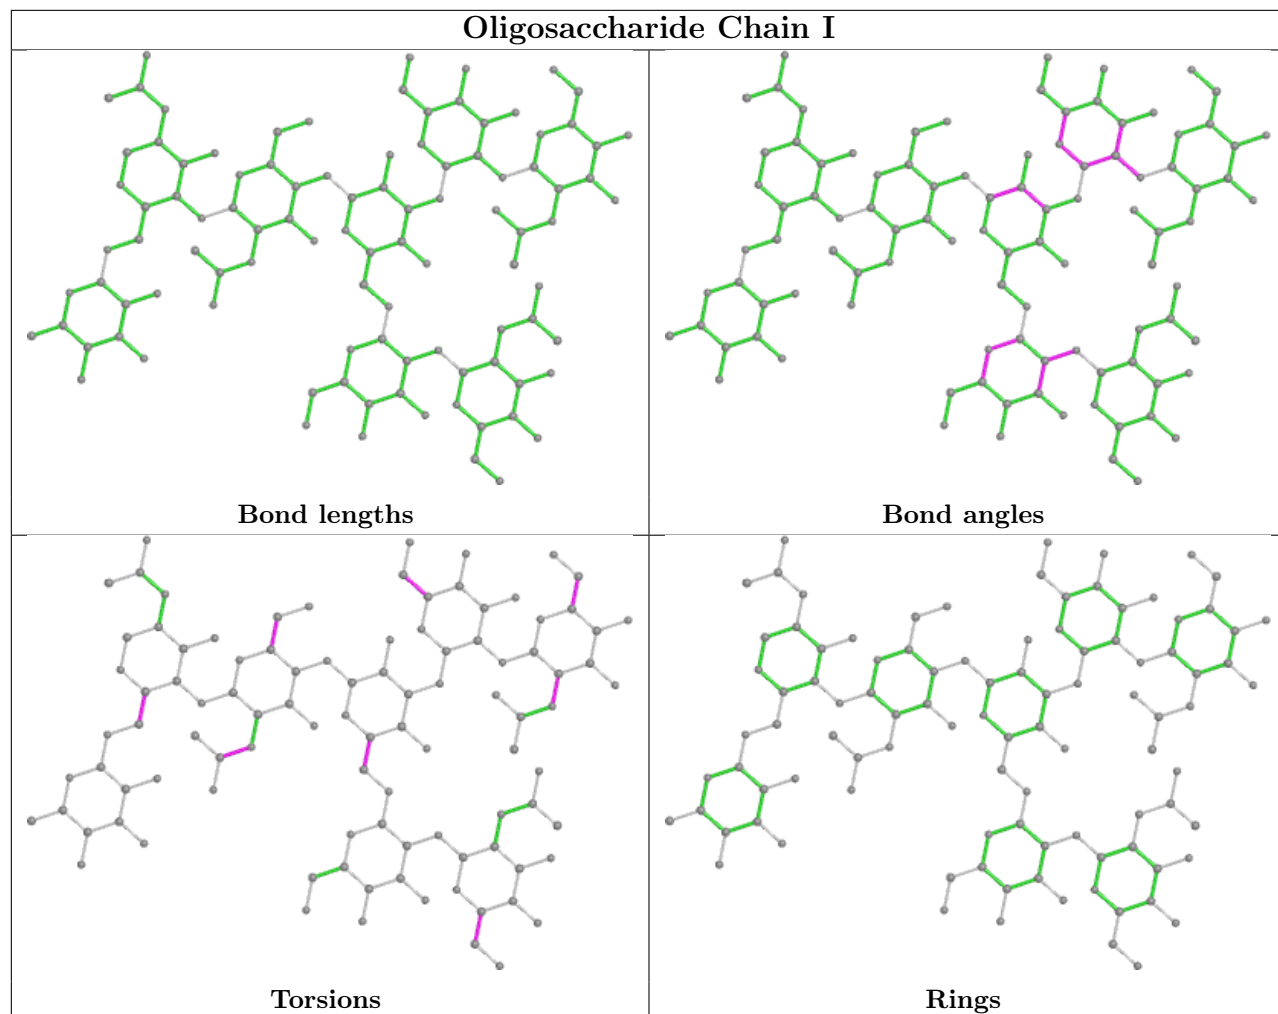 Oligosaccharide Chain I
Bond lengths
Bond angles
Torsions
Rings